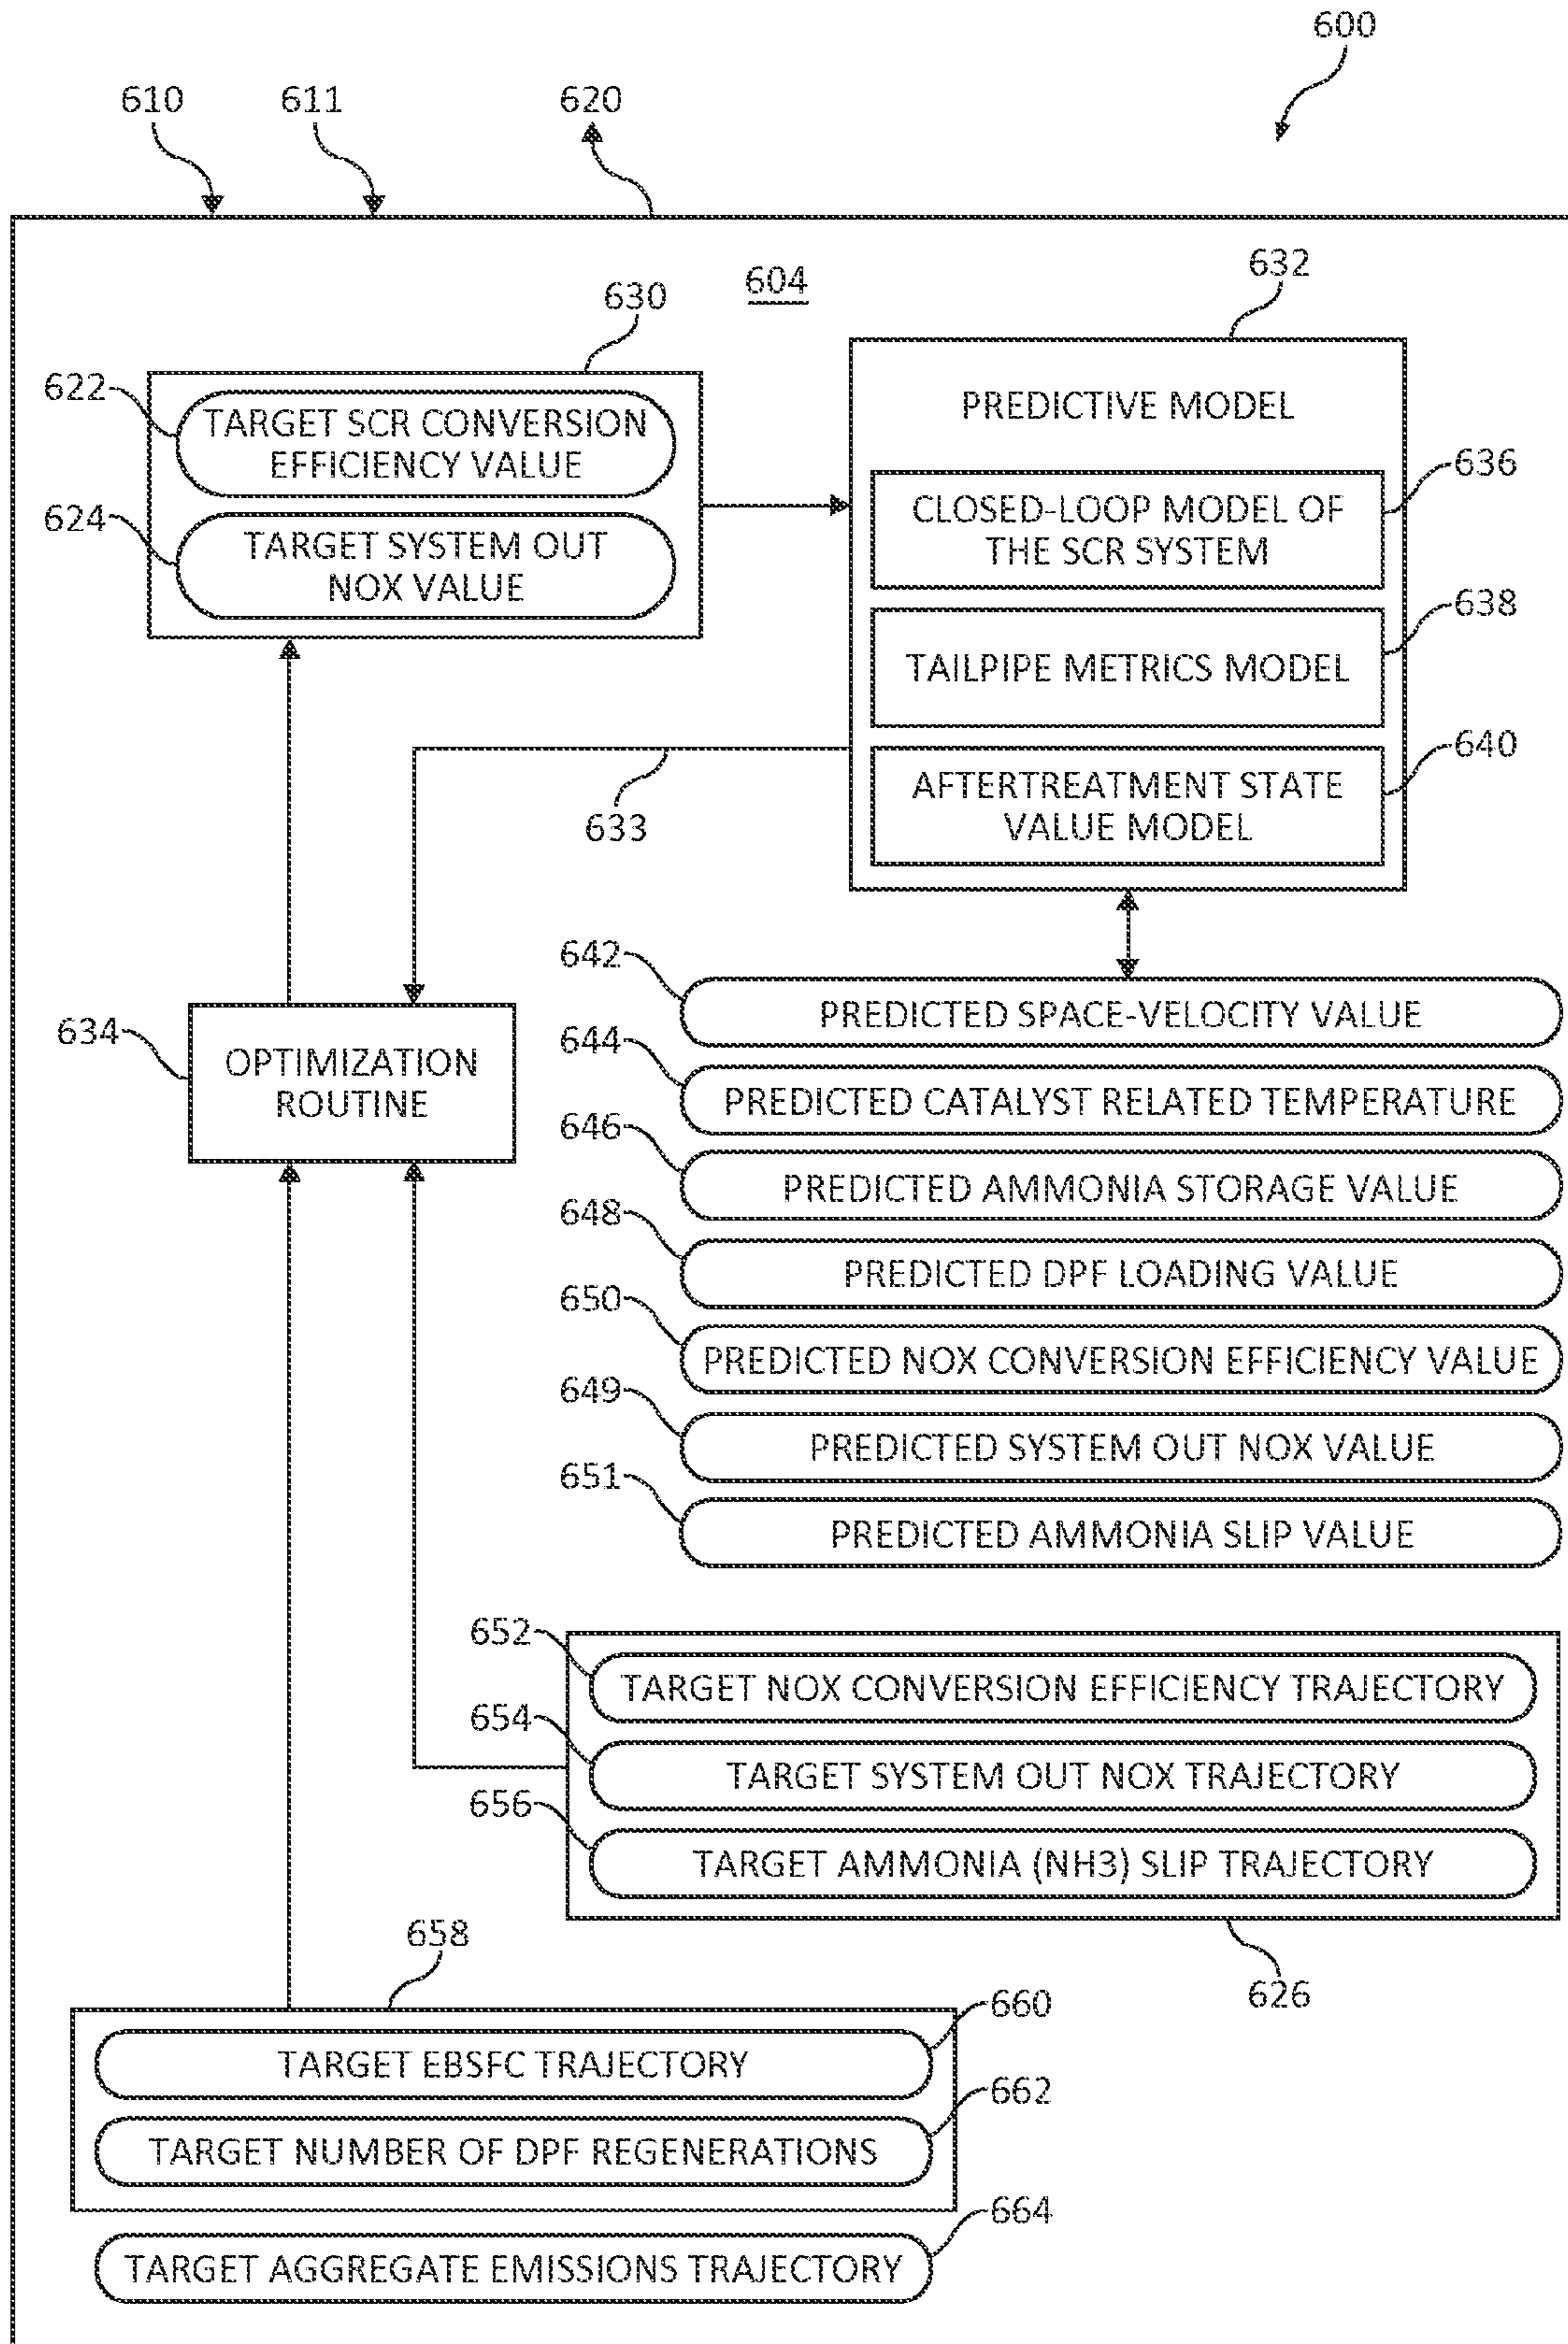 600
610
611
620
604
632
630
622
TARGET SCR CONVERSION
EFFICIENCY VALUE
624
TARGET SYSTEM OUT
NOX VALUE
PREDICTIVE MODEL
636
CLOSED-LOOP MODEL OF
THE SCR SYSTEM
638
TAILPIPE METRICS MODEL
640
AFTERTREATMENT STATE
VALUE MODEL
633
642
PREDICTED SPACE-VELOCITY VALUE
634
OPTIMIZATION
ROUTINE
644
PREDICTED CATALYST RELATED TEMPERATURE
646
PREDICTED AMMONIA STORAGE VALUE
648
PREDICTED DPF LOADING VALUE
650
PREDICTED NOX CONVERSION EFFICIENCY VALUE
649
PREDICTED SYSTEM OUT NOX VALUE
651
PREDICTED AMMONIA SLIP VALUE
652
TARGET NOX CONVERSION EFFICIENCY TRAJECTORY
654
TARGET SYSTEM OUT NOX TRAJECTORY
656
TARGET AMMONIA (NH3) SLIP TRAJECTORY
626
658
660
TARGET EBSFC TRAJECTORY
662
TARGET NUMBER OF DPF REGENERATIONS
664
TARGET AGGREGATE EMISSIONS TRAJECTORY